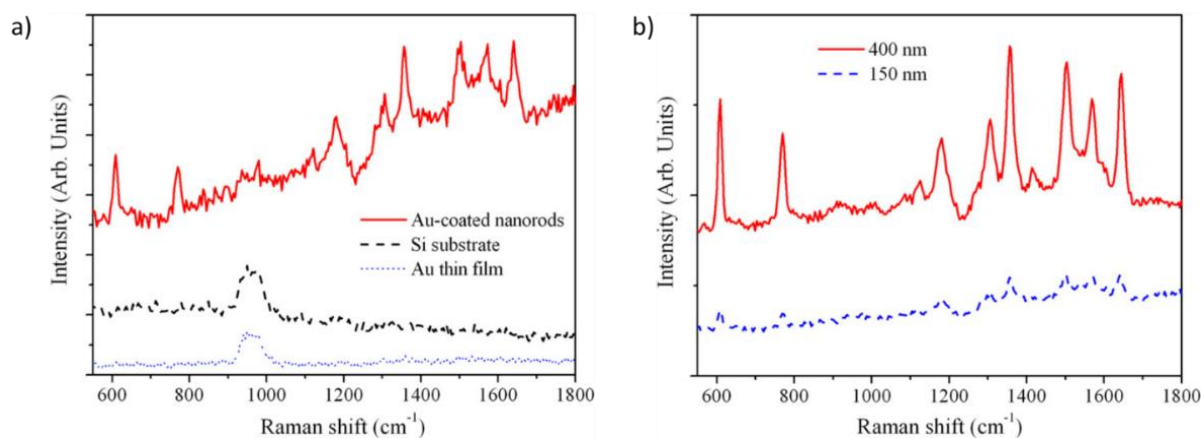 a)
Intensity (Arb. Units)
Au-coated nanorods
Si substrate
Au thin film
600 800 1000 1200 1400 1600 1800
Raman shift (cm⁻¹)
b)
Intensity (Arb. Units)
400 nm
150 nm
600 800 1000 1200 1400 1600 1800
Raman shift (cm⁻¹)